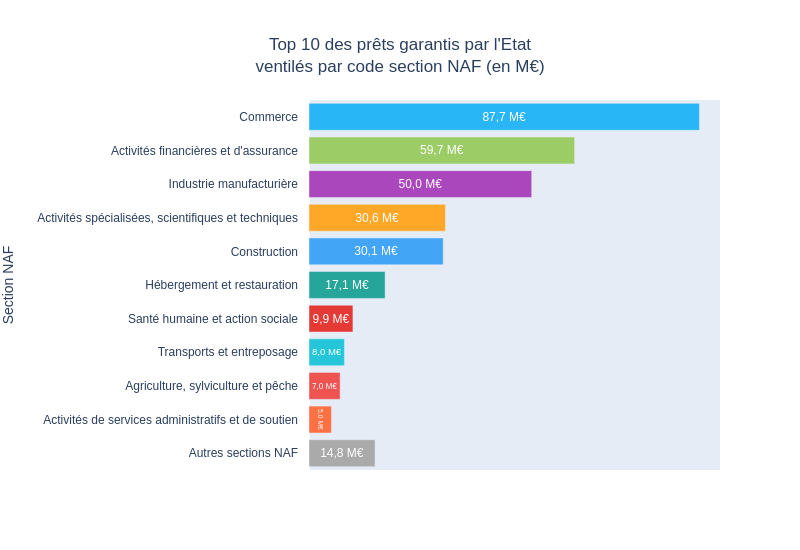 Top 10 des prêts garantis par l'Etat
ventilés par code section NAF (en M€)
Section NAF
Commerce 87,7 M€
Activités financières et d'assurance 59,7 M€
Industrie manufacturière 50,0 M€
Activités spécialisées, scientifiques et techniques 30,6 M€
Construction 30,1 M€
Hébergement et restauration 17,1 M€
Santé humaine et action sociale 9,9 M€
Transports et entreposage 8,0 M€
Agriculture, sylviculture et pêche 7,0 M€
Activités de services administratifs et de soutien 5,0 M€
Autres sections NAF 14,8 M€